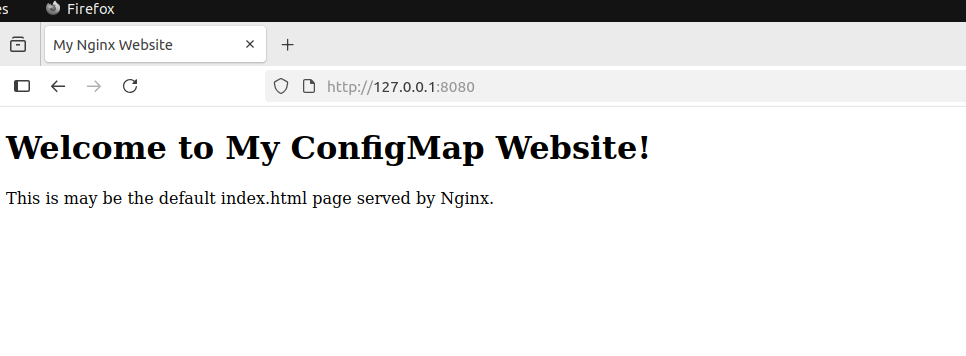 es Firefox
My Nginx Website
http://127.0.0.1:8080
Welcome to My ConfigMap Website!
This is may be the default index.html page served by Nginx.